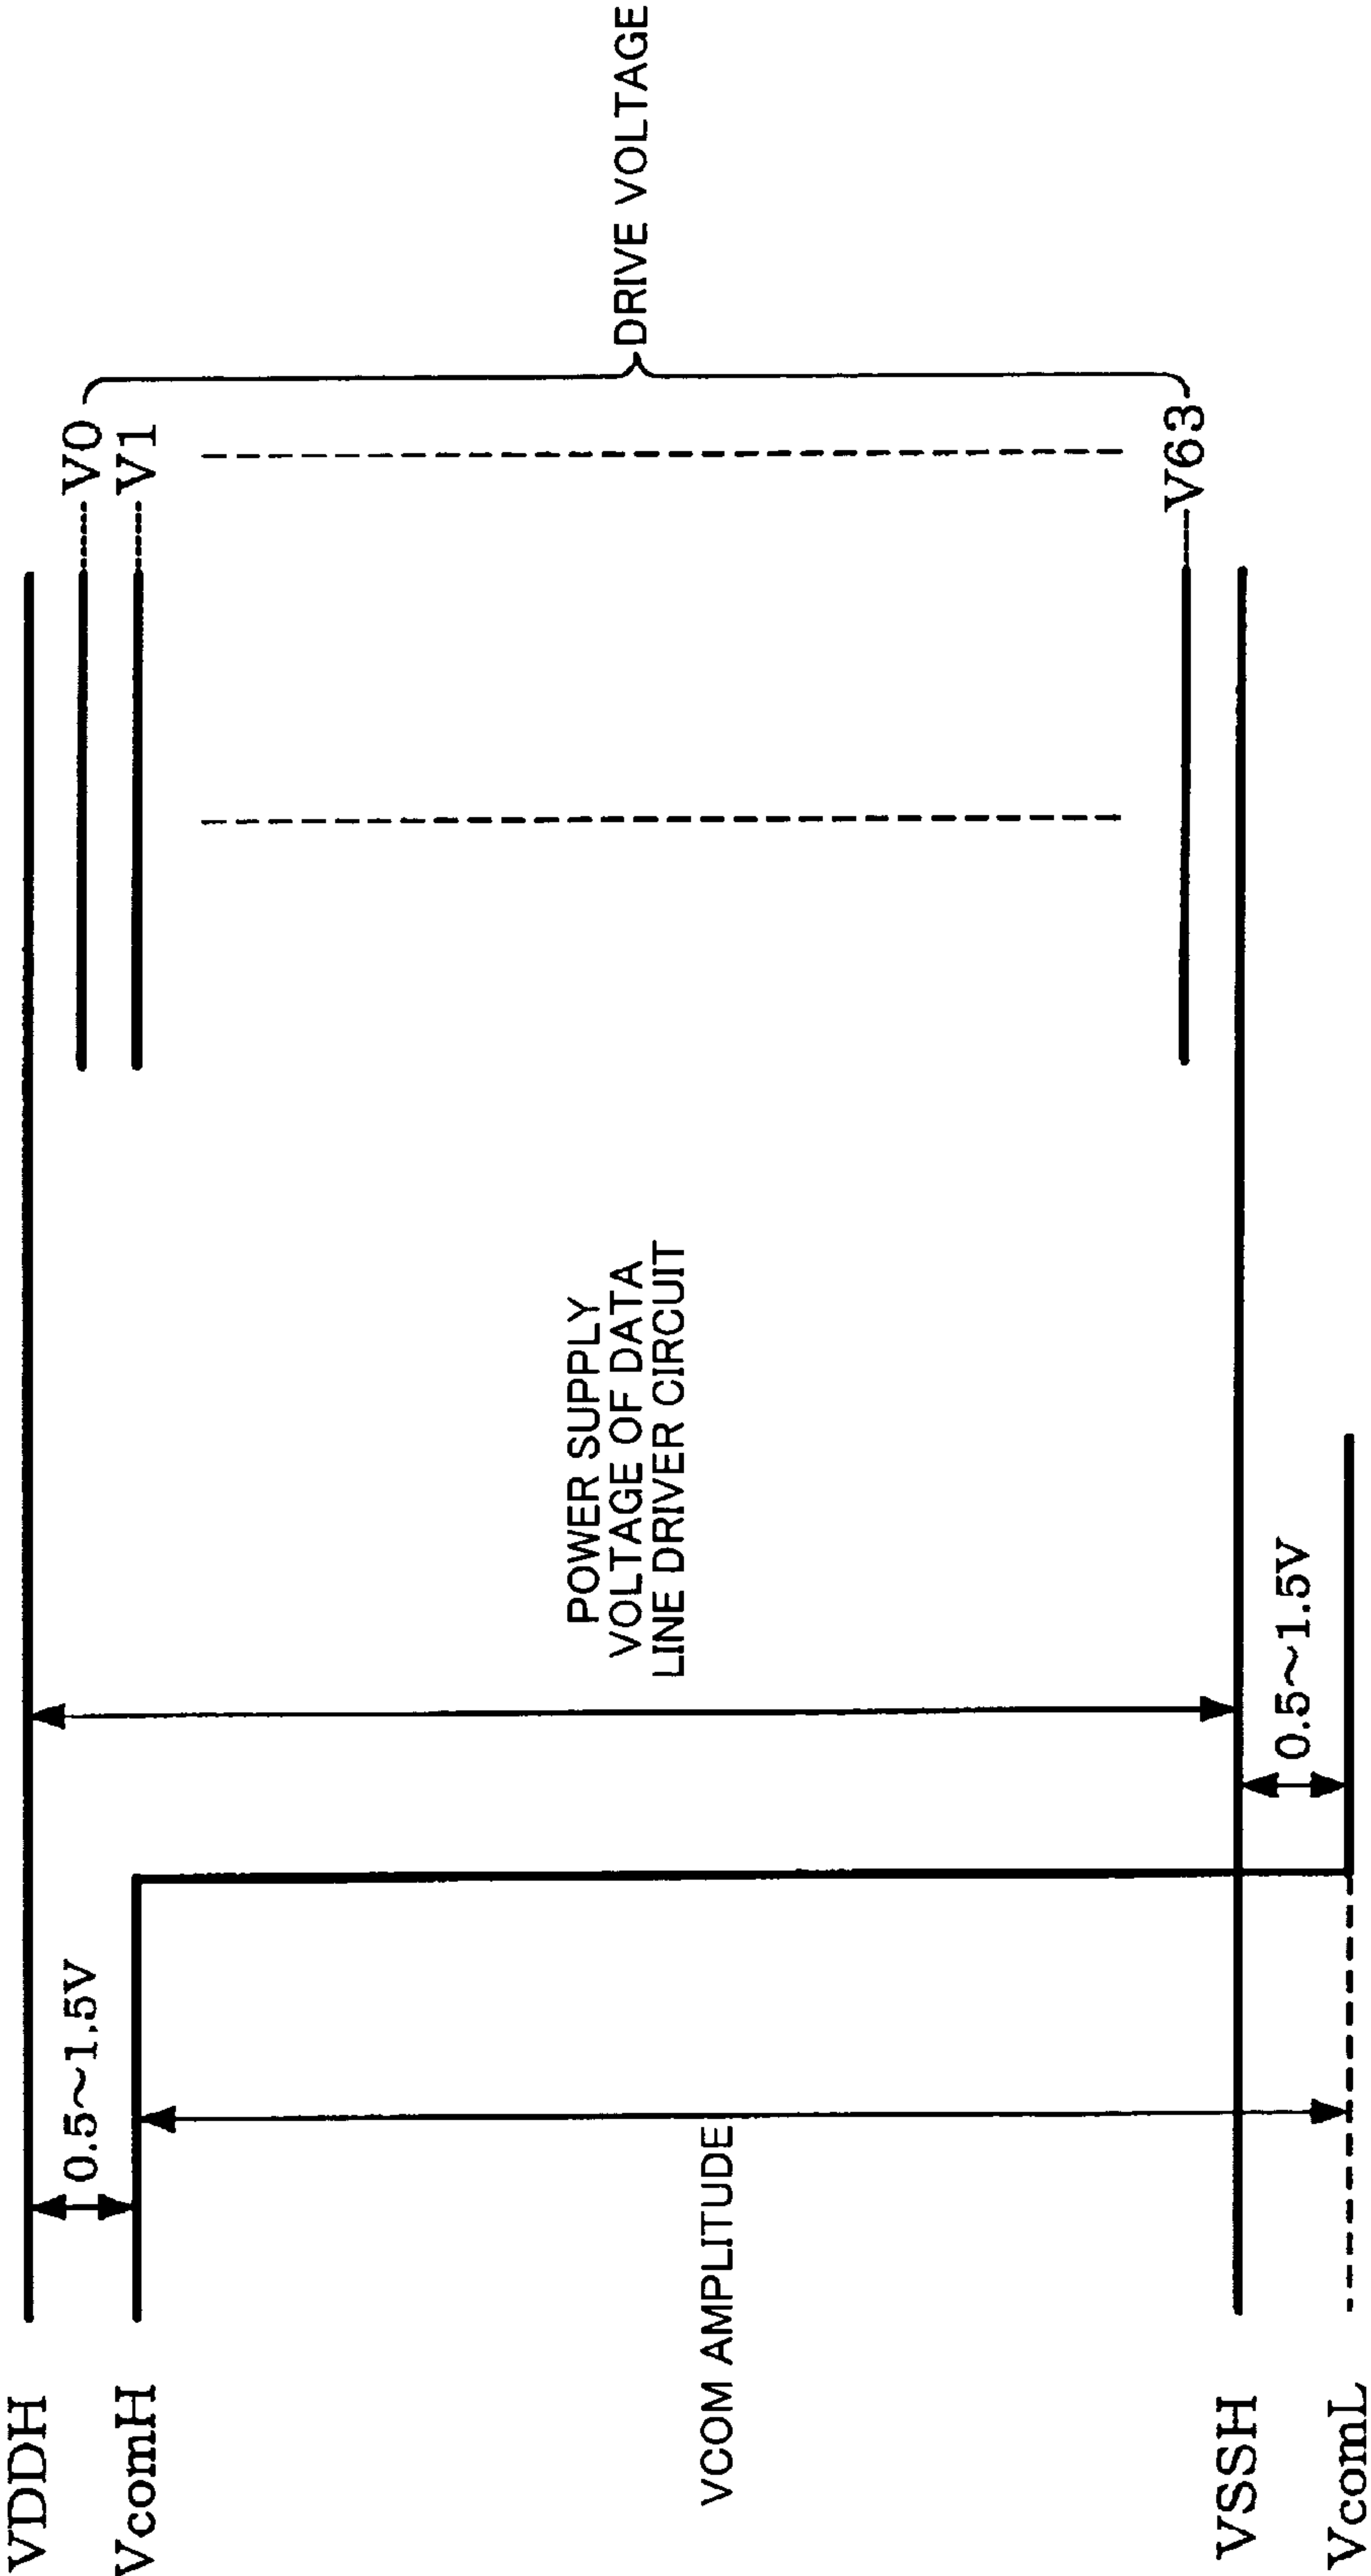 VDDH
VcomH
0.5~1.5V
VCOM AMPLITUDE
VSSH
VcomL
POWER SUPPLY
VOLTAGE OF DATA
LINE DRIVER CIRCUIT
0.5~1.5V
V0
V1
V63
DRIVE VOLTAGE